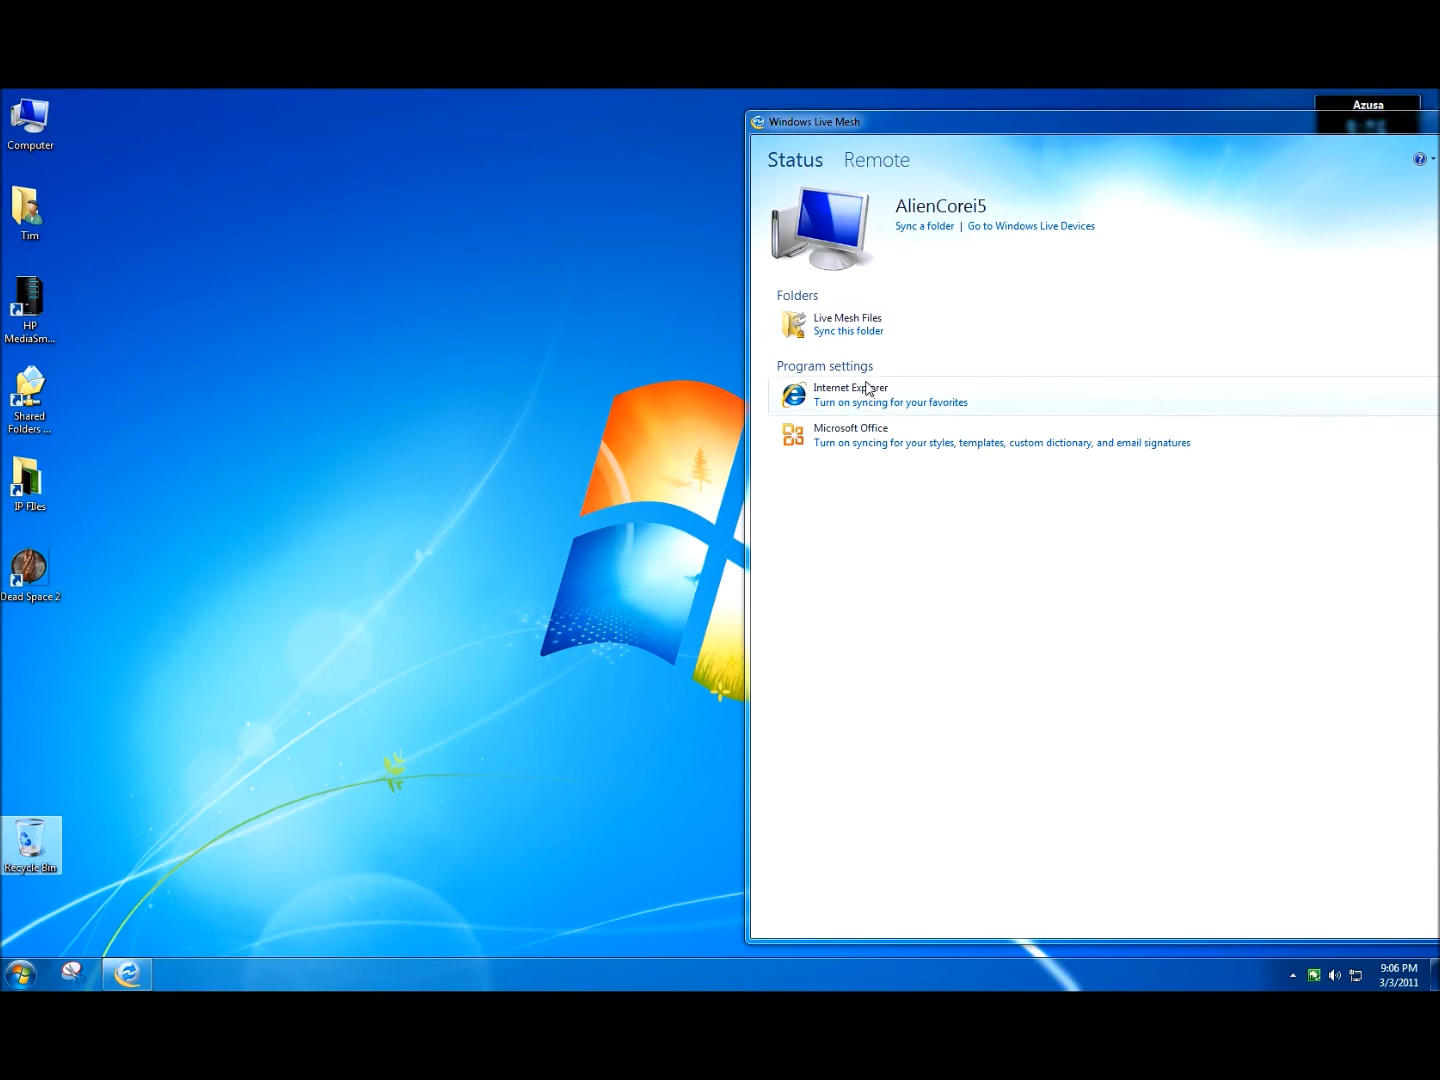 Computer
Tim
HP
MediaSm...
Shared
Folders ...
IP FIles
Dead Space 2
Recycle Bin
Azusa
Windows Live Mesh
Status Remote
AlienCorei5
Sync a folder | Go to Windows Live Devices
Folders
Live Mesh Files
Sync this folder
Program settings
Internet Explorer
Turn on syncing for your favorites
Microsoft Office
Turn on syncing for your styles, templates, custom dictionary, and email signatures
9:06 PM
3/3/2011